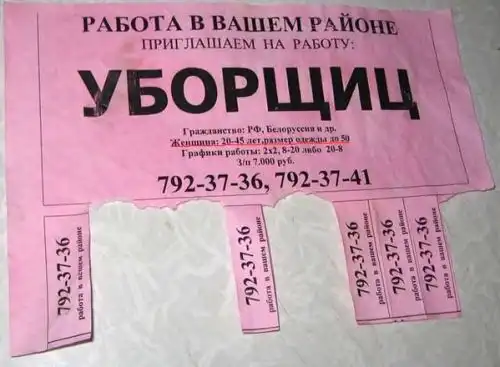 РАБОТА В ВАШЕМ РАЙОНЕ
ПРИГЛАШАЕМ НА РАБОТУ:
УБОРЩИЦ
Гражданство: РФ, Белоруссия и др.
Женщина: 20-45 лет,размер одежды до 50
Графики работы: 2х2, 8-20 либо 20-8
З/п 7.000 руб.
792-37-36, 792-37-41
792-37-36
работа в вашем районе
792-37-36
работа в вашем районе
792-37-36
работа в вашем районе
792-37-36
работа в вашем районе
792-37-36
работа в вашем районе